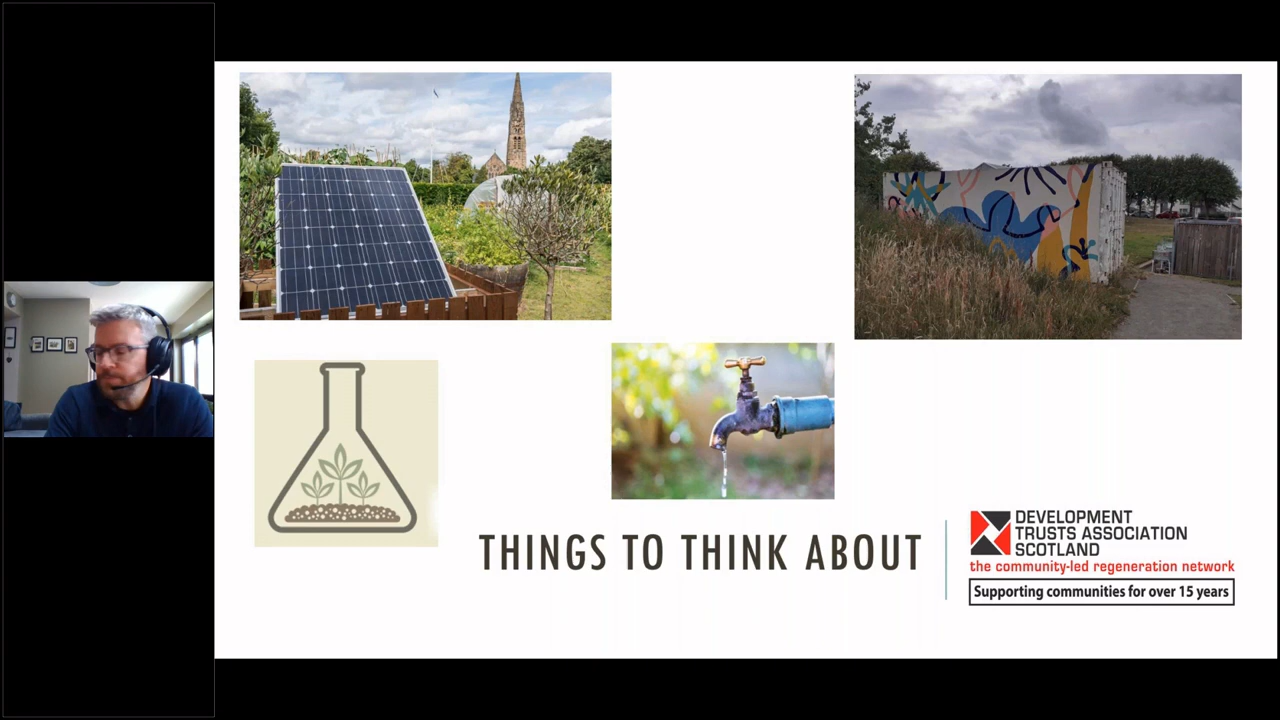 THINGS TO THINK ABOUT
DEVELOPMENT
TRUSTS ASSOCIATION
SCOTLAND
the community-led regeneration network
Supporting communities for over 15 years